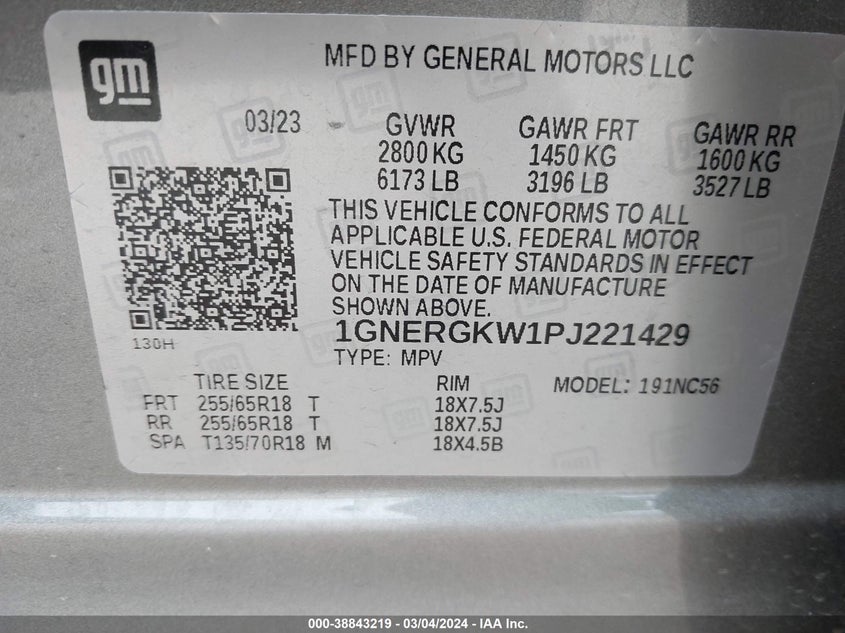 gm
MFD BY GENERAL MOTORS LLC
03/23
GVWR GAWR FRT GAWR RR
2800 KG 1450 KG 1600 KG
6173 LB 3196 LB 3527 LB
THIS VEHICLE CONFORMS TO ALL
APPLICABLE U.S. FEDERAL MOTOR
VEHICLE SAFETY STANDARDS IN EFFECT
ON THE DATE OF MANUFACTURE
SHOWN ABOVE.
1GNERGKW1PJ221429
130H
TYPE: MPV
TIRE SIZE RIM MODEL: 191NC56
FRT 255/65R18 T 18X7.5J
RR 255/65R18 T 18X7.5J
SPA T135/70R18 M 18X4.5B
000-38843219 - 03/04/2024 - IAA Inc.